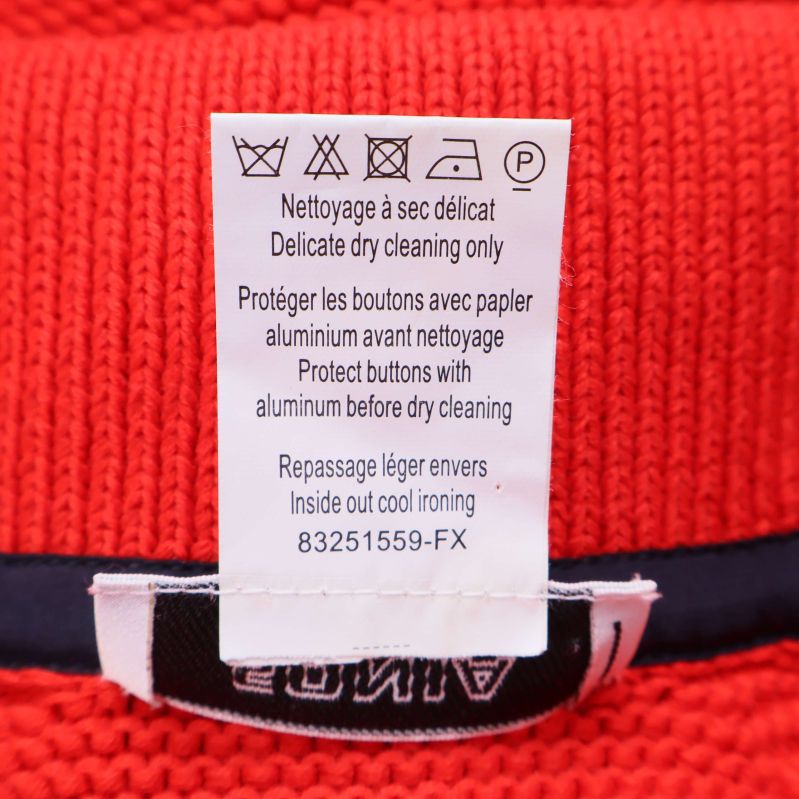 P
Nettoyage à sec délicat
Delicate dry cleaning only
Protéger les boutons avec papler
aluminium avant nettoyage
Protect buttons with
aluminum before dry cleaning
Repassage léger envers
Inside out cool ironing
83251559-FX